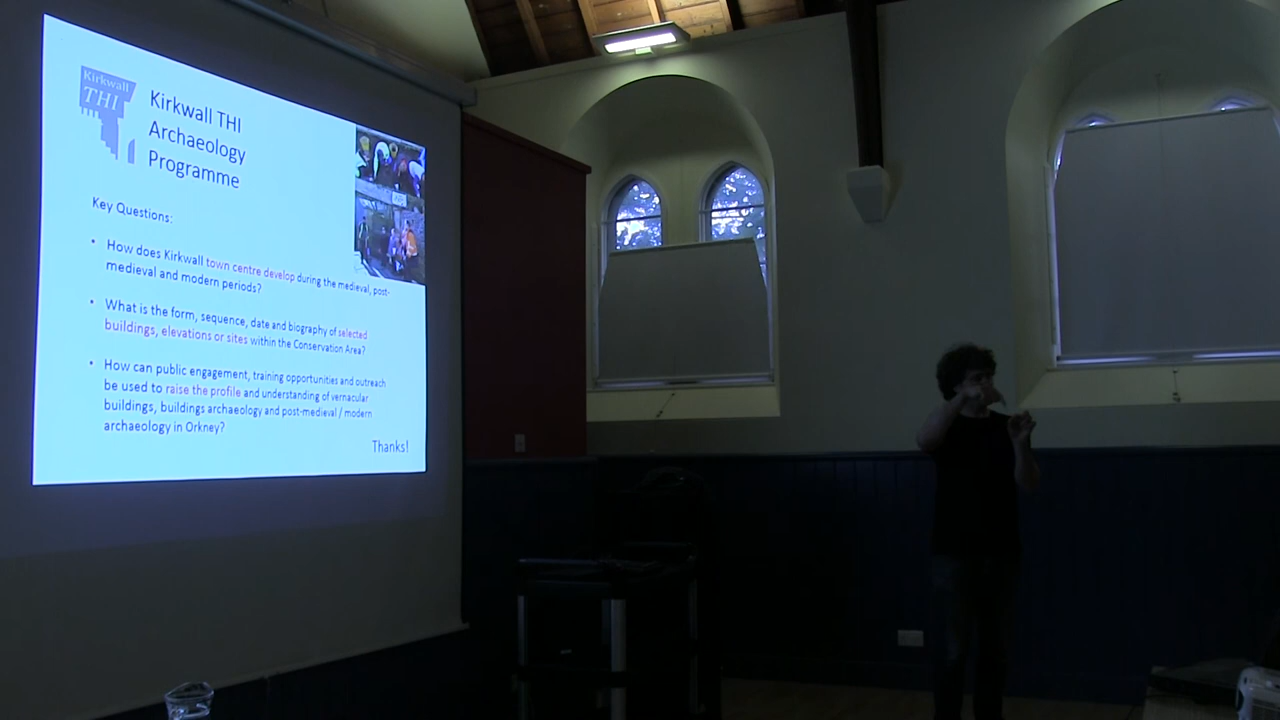 Kirkwall
THI
Kirkwall THI
Archaeology
Programme
Key Questions:
• How does Kirkwall town centre develop during the medieval, post-
medieval and modern periods?
• What is the form, sequence, date and biography of selected
buildings, elevations or sites within the Conservation Area?
• How can public engagement, training opportunities and outreach
be used to raise the profile and understanding of vernacular
buildings, buildings archaeology and post-medieval / modern
archaeology in Orkney?
Thanks!